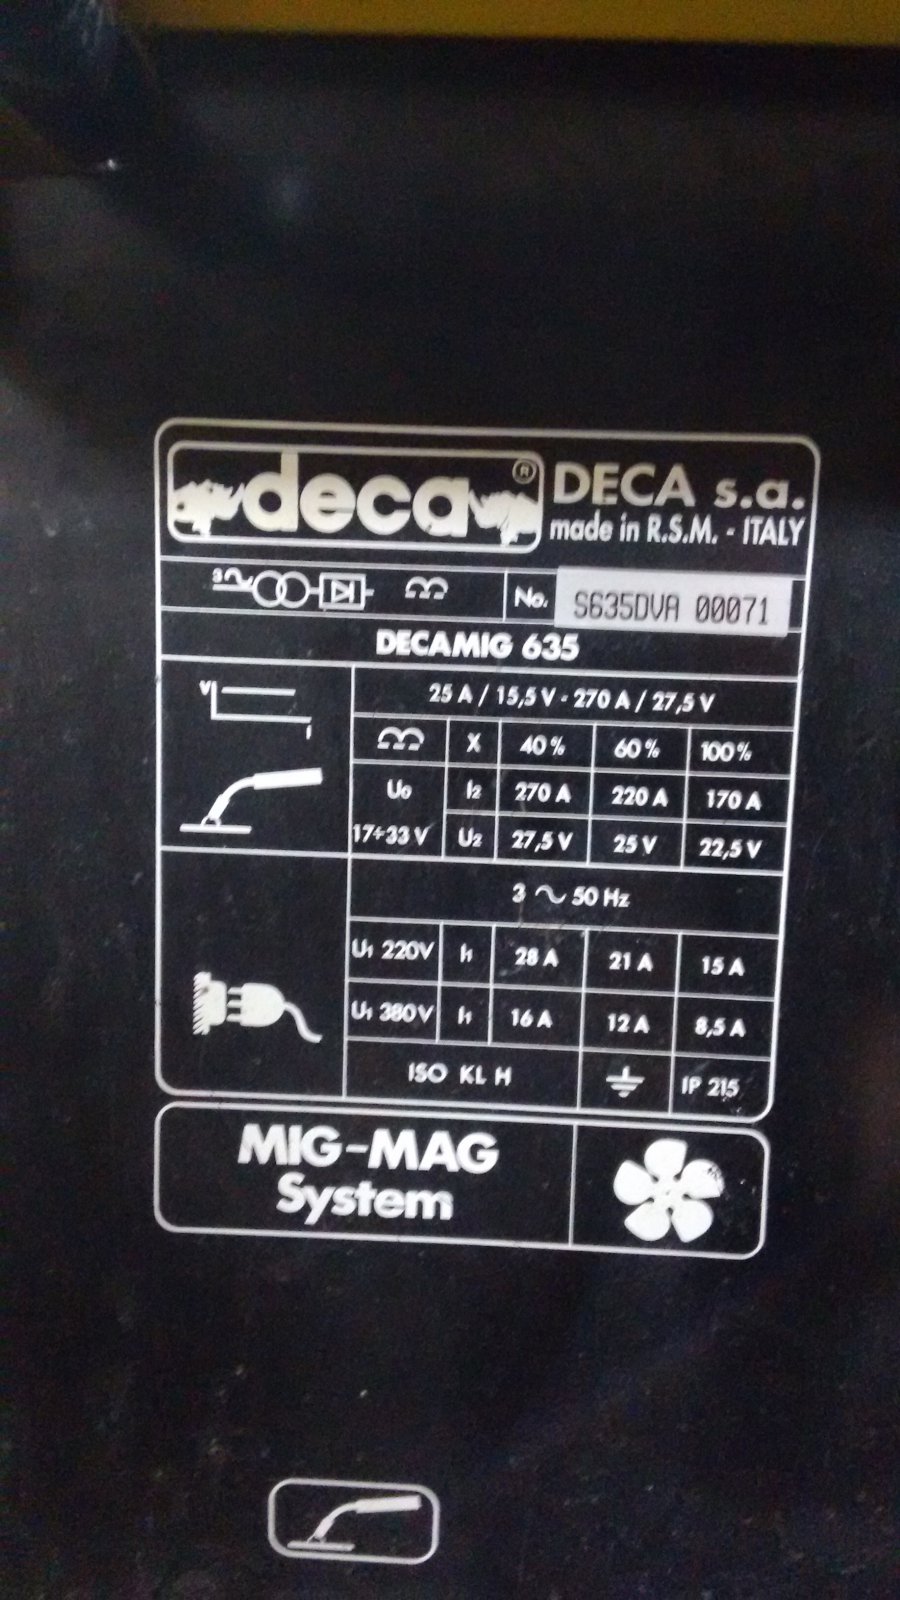 deca®
DECA s.a.
made in R.S.M. - ITALY
3~
No. S635DVA 00071
DECAMIG 635
V
I
25 A / 15,5 V - 270 A / 27,5 V
X 40% 60% 100%
U0 I2 270 A 220 A 170 A
17÷33 V U2 27,5 V 25 V 22,5 V
3 ~ 50 Hz
U1 220V I1 28 A 21 A 15 A
U1 380V I1 16 A 12 A 8,5 A
ISO KL H IP 21S
MIG-MAG
System